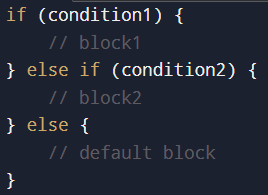 if (condition1) {
    // block1
} else if (condition2) {
    // block2
} else {
    // default block
}